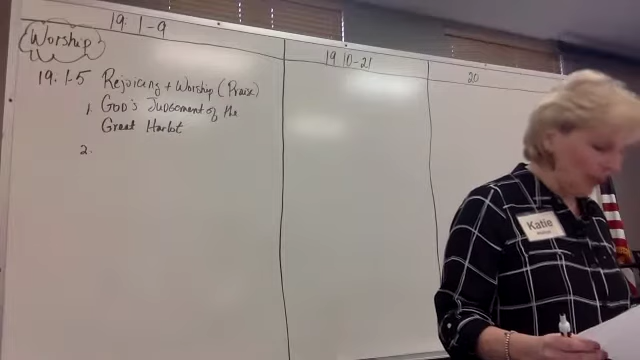 19: 1-9
Worship
19: 1-5 Rejoicing + Worship (Praise)
1. GOD'S JUDGEMENT of the
Great Harlot
2.
19 10-21
20
Katie